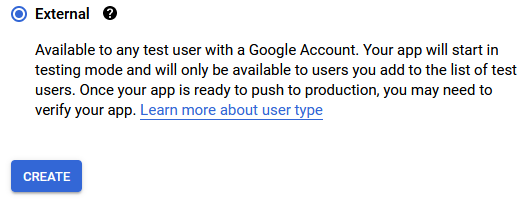 External ?
Available to any test user with a Google Account. Your app will start in
testing mode and will only be available to users you add to the list of test
users. Once your app is ready to push to production, you may need to
verify your app. Learn more about user type
CREATE